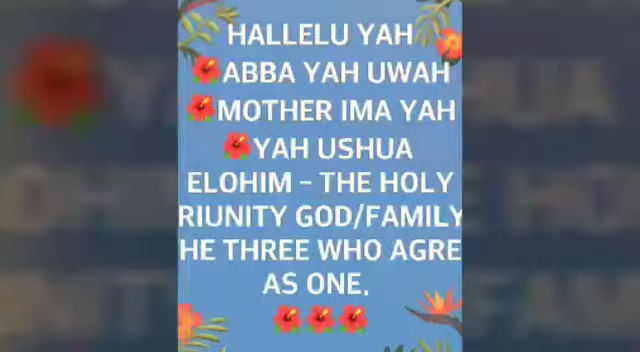 HALLELU YAH
🌺ABBA YAH UWAH
🌺MOTHER IMA YAH
🌺YAH USHUA
ELOHIM – THE HOLY
RIUNITY GOD/FAMILY
HE THREE WHO AGRE
AS ONE.
🌺🌺🌺